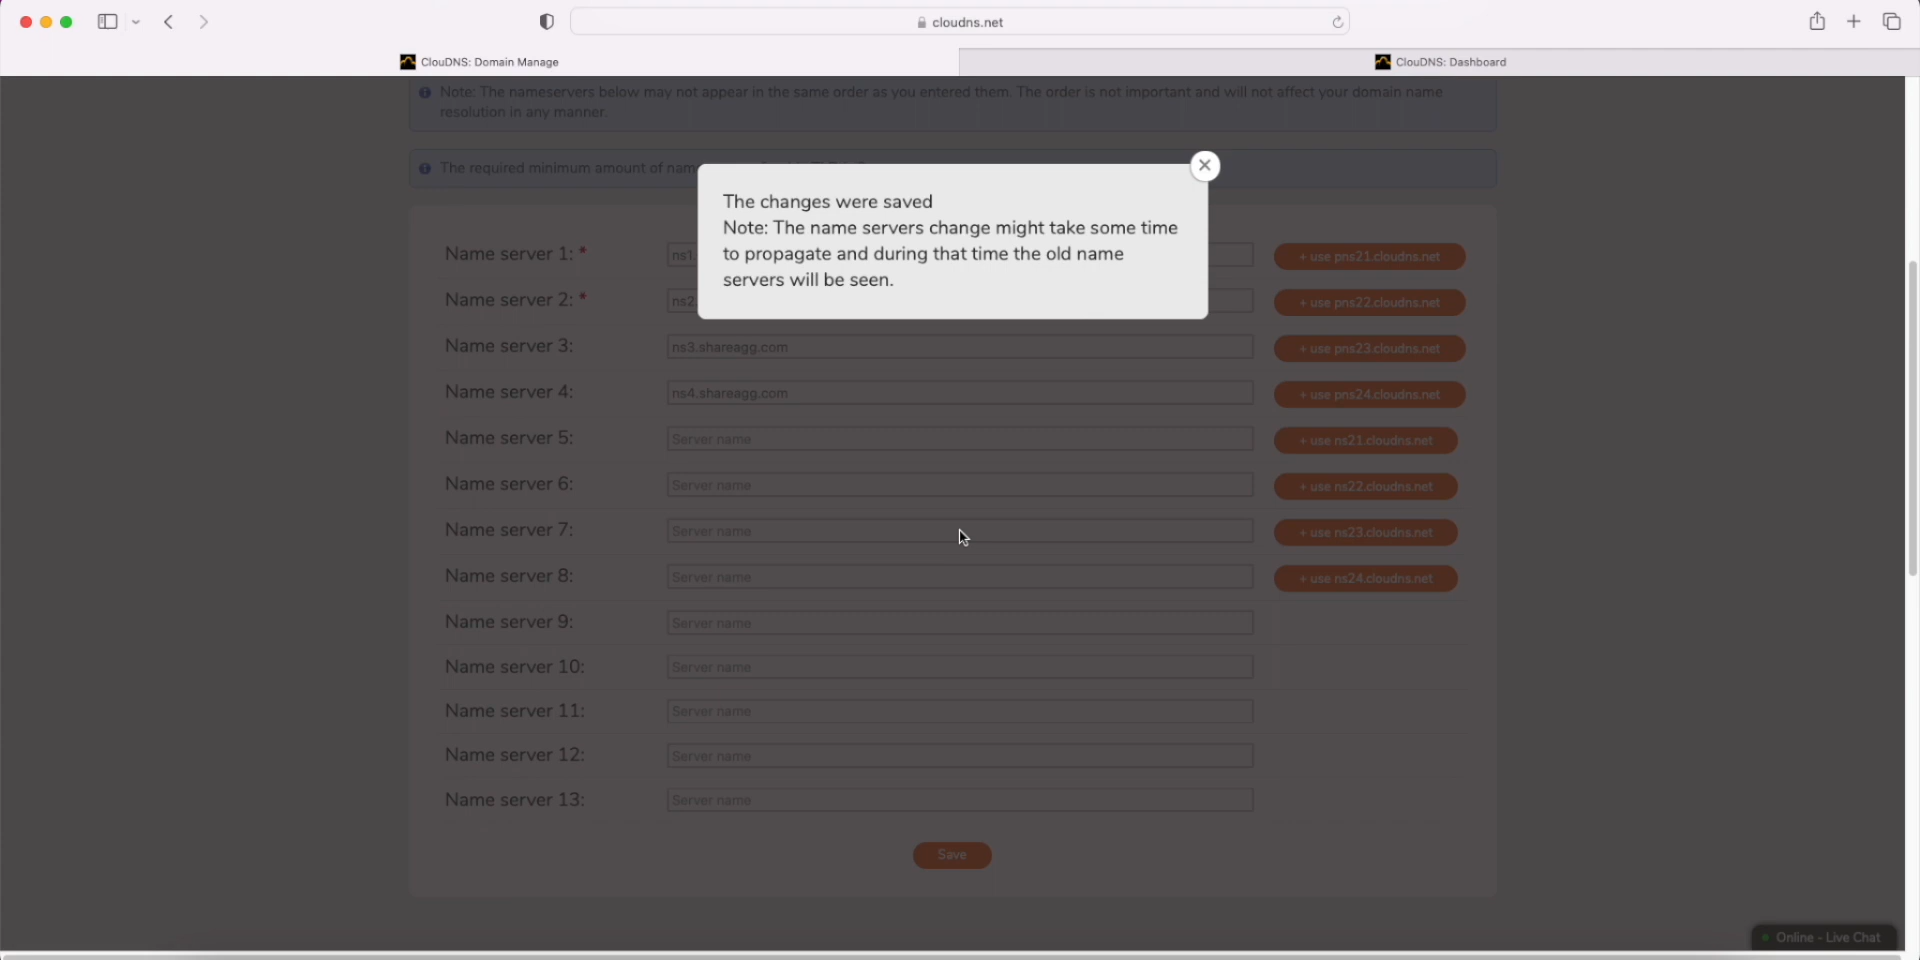 cloudns.net
ClouDNS: Domain Manage
ClouDNS: Dashboard
Note: The nameservers below may not appear in the same order as you entered them. The order is not important and will not affect your domain name
resolution in any manner.
The required minimum amount of
The changes were saved
Note: The name servers change might take some time
to propagate and during that time the old name
servers will be seen.
Name server 1: * ns1. + use pns21.cloudns.net
Name server 2: * ns2. + use pns22.cloudns.net
Name server 3: ns3.shareagg.com + use pns23.cloudns.net
Name server 4: ns4.shareagg.com + use pns24.cloudns.net
Name server 5: Server name + use ns21.cloudns.net
Name server 6: Server name + use ns22.cloudns.net
Name server 7: Server name + use ns23.cloudns.net
Name server 8: Server name + use ns24.cloudns.net
Name server 9: Server name
Name server 10: Server name
Name server 11: Server name
Name server 12: Server name
Name server 13: Server name
Save
Online - Live Chat